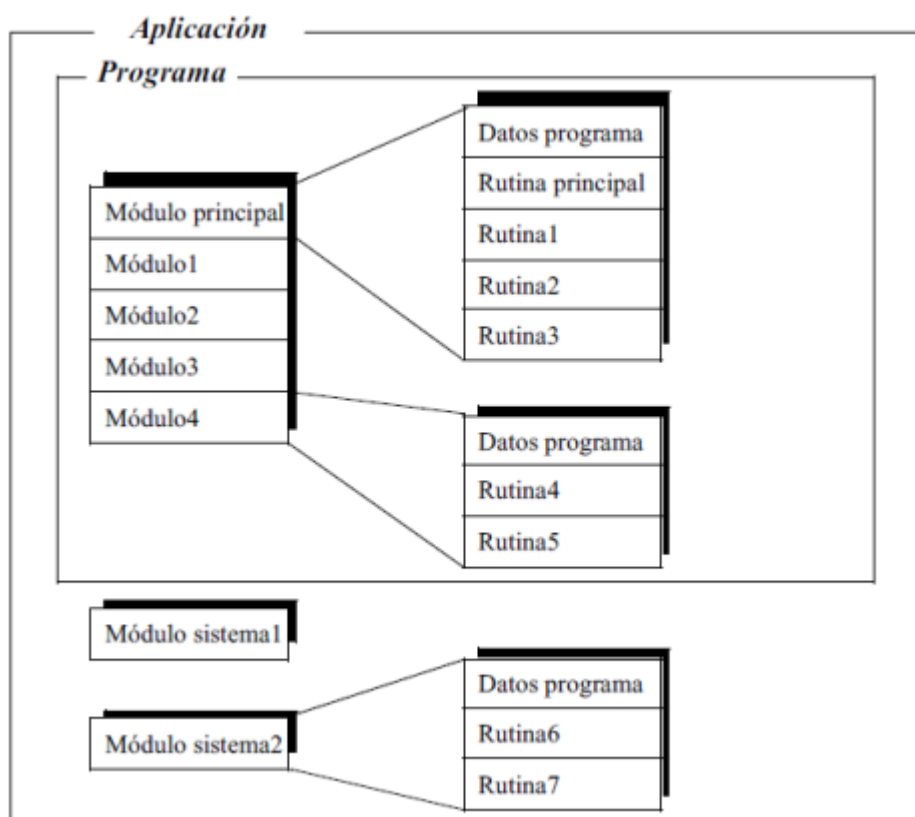 Aplicación
Programa
Datos programa
Rutina principal
Rutina1
Rutina2
Rutina3
Módulo principal
Módulo1
Módulo2
Módulo3
Módulo4
Datos programa
Rutina4
Rutina5
Módulo sistema1
Módulo sistema2
Datos programa
Rutina6
Rutina7